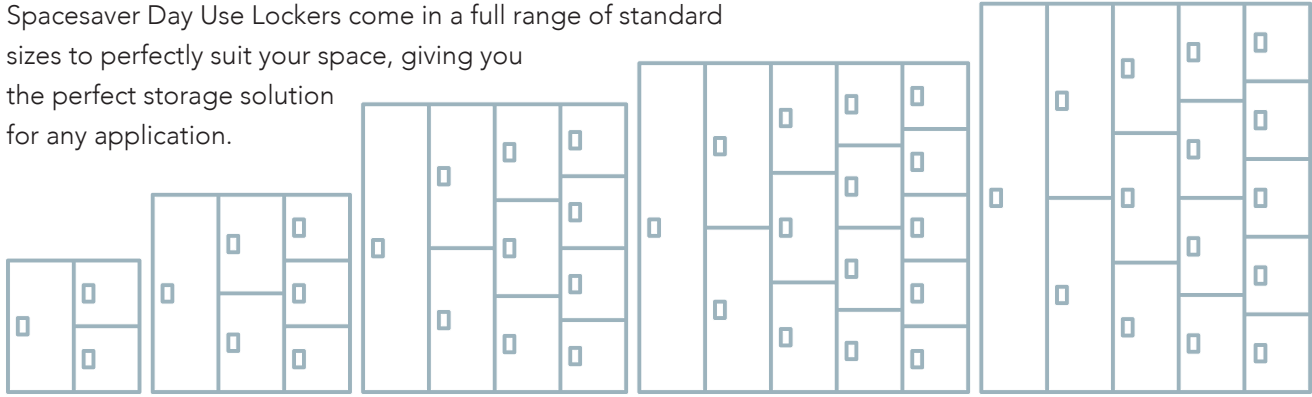 Spacesaver Day Use Lockers come in a full range of standard
sizes to perfectly suit your space, giving you
the perfect storage solution
for any application.